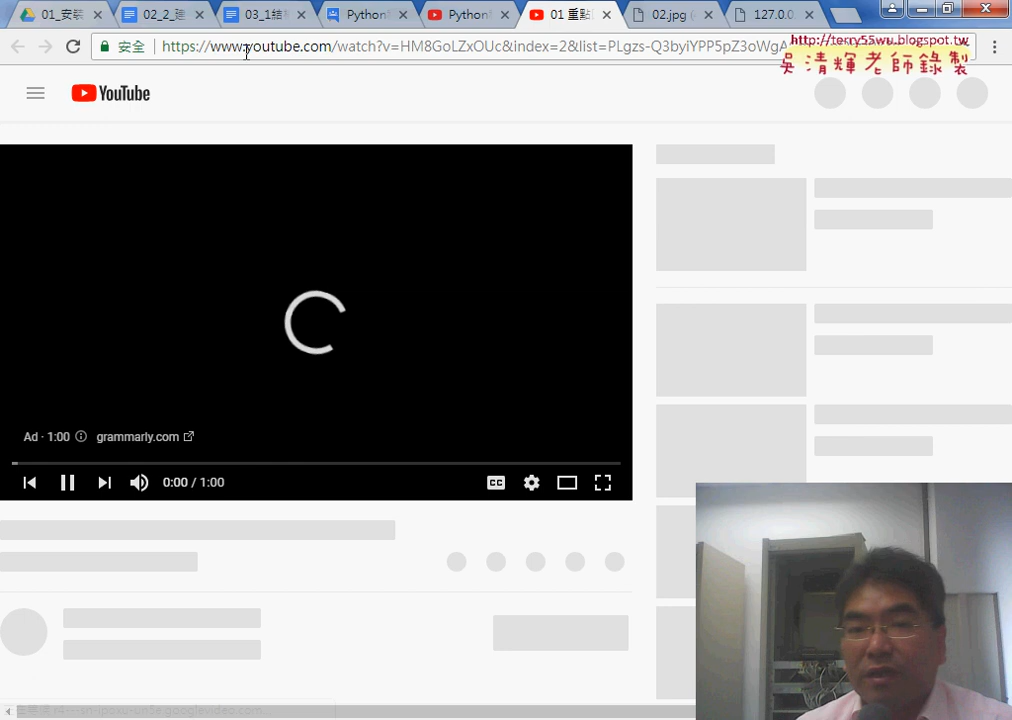 01_安裝
02_2_建
03_1結
Python
Python
01 重點
02.jpg (
127.0.0.
安全
https://www.youtube.com/watch?v=HM8GoLZxOUc&index=2&list=PLgzs-Q3byiYPP5pZ3oWgA
http://terry55wu.blogspot.tw
吳清輝老師錄製
YouTube
Ad · 1:00
grammarly.com
CC
0:00 / 1:00